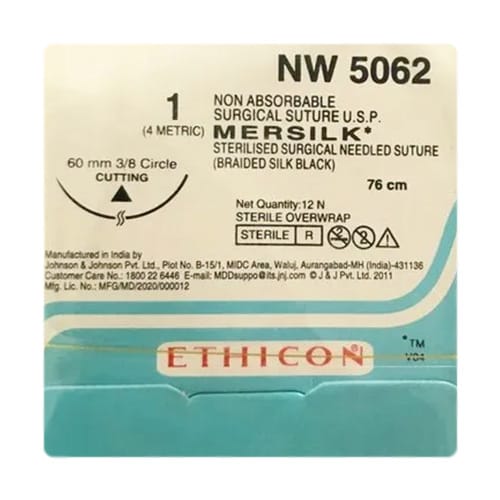 NW 5062
1
(4 METRIC)
NON ABSORBABLE
SURGICAL SUTURE U.S.P.
MERSILK*
STERILISED SURGICAL NEEDLED SUTURE
(BRAIDED SILK BLACK)
60 mm 3/8 Circle
CUTTING
76 cm
Net Quantity:12 N
STERILE OVERWRAP
STERILE R
2
Manufactured in India by
Johnson & Johnson Pvt. Ltd., Plot No. B-15/1, MIDC Area, Waluj, Aurangabad-MH (India)-431136
Customer Care No.: 1800 22 6446 E-mail: MDDsuppo@its.jnj.com © J & J Pvt. Ltd. 2011
Mfg. Lic. No.: MFG/MD/2020/000012
*TM
V04
ETHICON